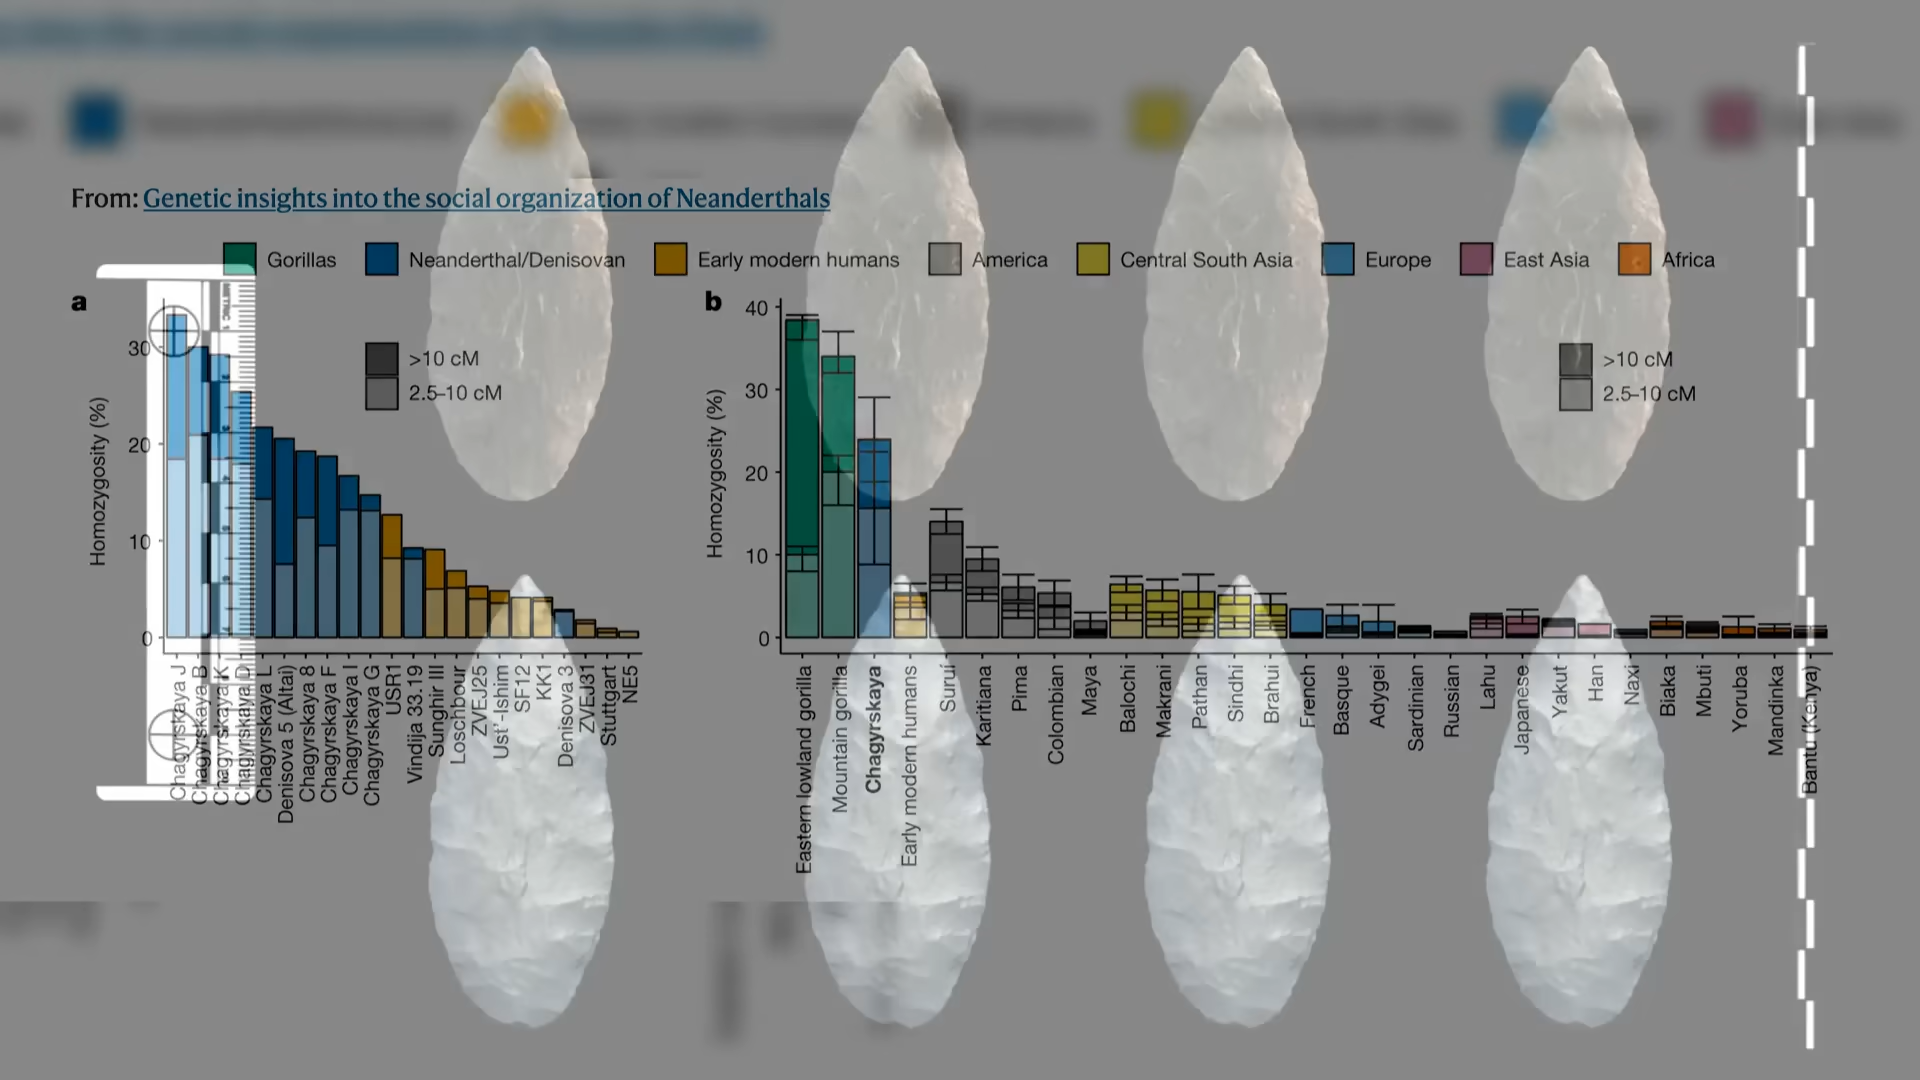 From: Genetic insights into the social organization of Neanderthals
Gorillas
Neanderthal/Denisovan
Early modern humans
America
Central South Asia
Europe
East Asia
Africa
a
Homozygosity (%)
30
20
10
0
>10 cM
2.5–10 cM
Chagyrskaya J
Chagyrskaya B
Chagyrskaya K
Chagyrskaya D
Chagyrskaya L
Denisova 5 (Altai)
Chagyrskaya 8
Chagyrskaya F
Chagyrskaya I
Chagyrskaya G
USR1
Vindija 33.19
Sunghir III
Loschbour
ZVEJ25
Ust'-Ishim
SF12
KK1
Denisova 3
ZVEJ31
Stuttgart
NE5
b
Homozygosity (%)
40
30
20
10
0
>10 cM
2.5–10 cM
Eastern lowland gorilla
Mountain gorilla
Chagyrskaya
Early modern humans
Surui
Karitiana
Pima
Colombian
Maya
Balochi
Makrani
Pathan
Sindhi
Brahui
French
Basque
Adygei
Sardinian
Russian
Lahu
Japanese
Yakut
Han
Naxi
Biaka
Mbuti
Yoruba
Mandinka
Bantu (Kenya)
METRIC 1